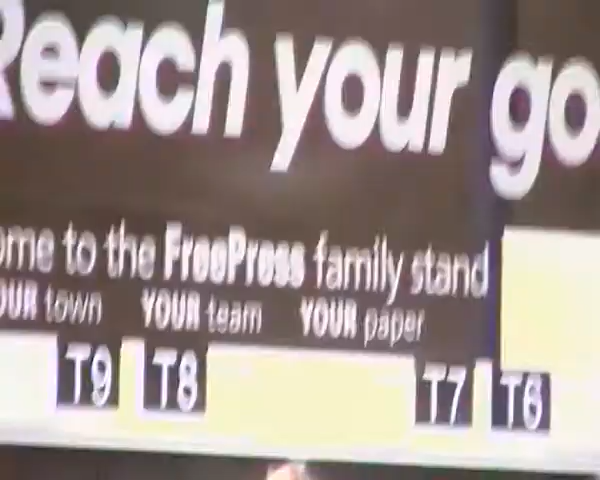 Reach your go
ome to the FreePress family stand
OUR town YOUR team YOUR paper
T9 T8 T7 T6